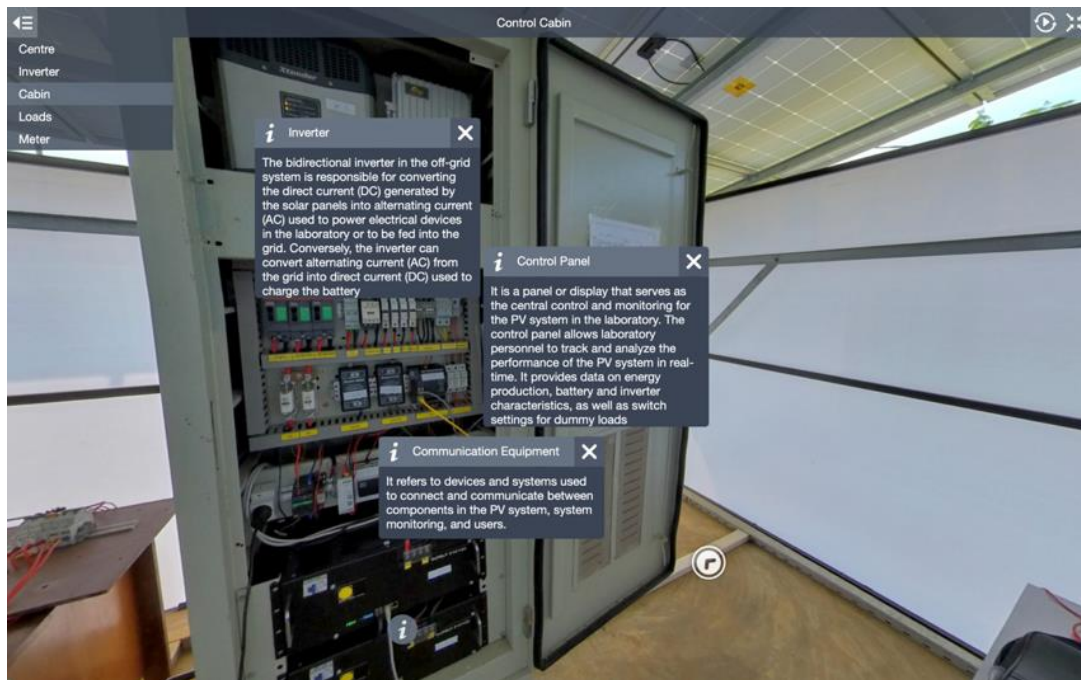 Control Cabin
Centre
Inverter
Cabin
Loads
Meter
Xtender
Inverter
The bidirectional inverter in the off-grid
system is responsible for converting
the direct current (DC) generated by
the solar panels into alternating current
(AC) used to power electrical devices
in the laboratory or to be fed into the
grid. Conversely, the inverter can
convert alternating current (AC) from
the grid into direct current (DC) used to
charge the battery
Control Panel
It is a panel or display that serves as
the central control and monitoring for
the PV system in the laboratory. The
control panel allows laboratory
personnel to track and analyze the
performance of the PV system in real-
time. It provides data on energy
production, battery and inverter
characteristics, as well as switch
settings for dummy loads
Communication Equipment
It refers to devices and systems used
to connect and communicate between
components in the PV system, system
monitoring, and users.